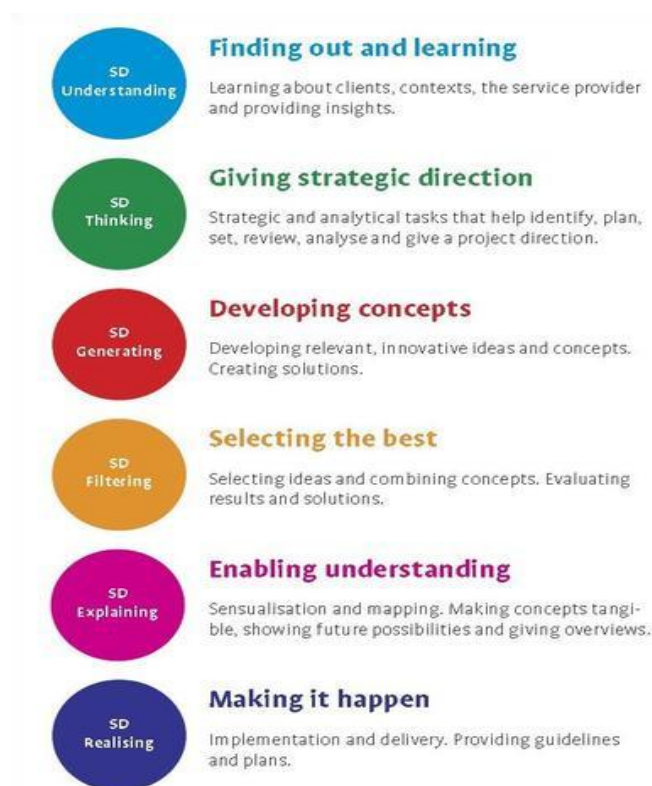 SD
Understanding
Finding out and learning
Learning about clients, contexts, the service provider
and providing insights.
SD
Thinking
Giving strategic direction
Strategic and analytical tasks that help identify, plan,
set, review, analyse and give a project direction.
SD
Generating
Developing concepts
Developing relevant, innovative ideas and concepts.
Creating solutions.
SD
Filtering
Selecting the best
Selecting ideas and combining concepts. Evaluating
results and solutions.
SD
Explaining
Enabling understanding
Sensualisation and mapping. Making concepts tangi-
ble, showing future possibilities and giving overviews.
SD
Realising
Making it happen
Implementation and delivery. Providing guidelines
and plans.